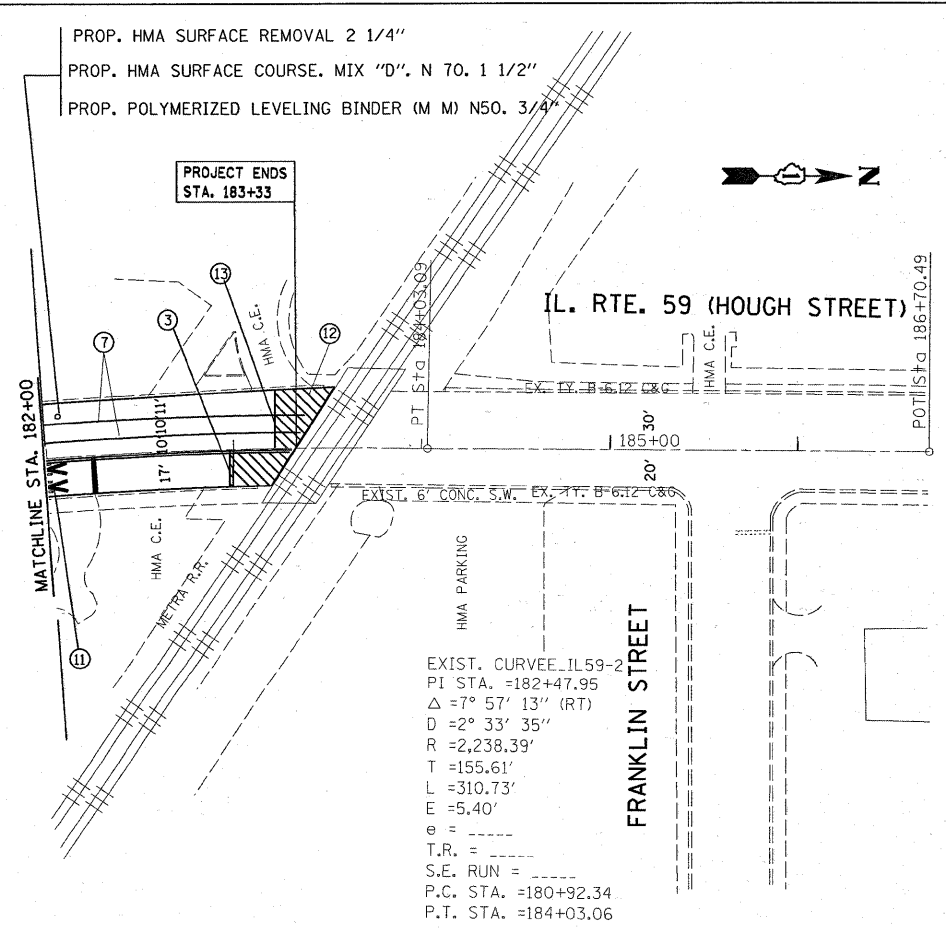 PROP. HMA SURFACE REMOVAL 2 1/4"
PROP. HMA SURFACE COURSE. MIX "D". N 70. 1 1/2"
PROP. POLYMERIZED LEVELING BINDER (M M) N50. 3/4"
PROJECT ENDS
STA. 183+33
N
IL. RTE. 59 (HOUGH STREET)
PT Sta 184+03.09
POT Sta 186+70.49
13
3
12
7
HMA C.E.
HMA C.E.
EX. TY. B-6.12 C&G
MATCHLINE STA. 182+00
11'
10'
10'
17'
30'
20'
185+00
EXIST. 6' CONC. S.W.
EX. TY. B-6.12 C&G
HMA C.E.
METRA R.R.
HMA PARKING
11
FRANKLIN STREET
EXIST. CURVEE_IL59-2
PI STA. =182+47.95
Δ =7° 57' 13" (RT)
D =2° 33' 35"
R =2,238.39'
T =155.61'
L =310.73'
E =5.40'
e = _____
T.R. = _____
S.E. RUN = _____
P.C. STA. =180+92.34
P.T. STA. =184+03.06